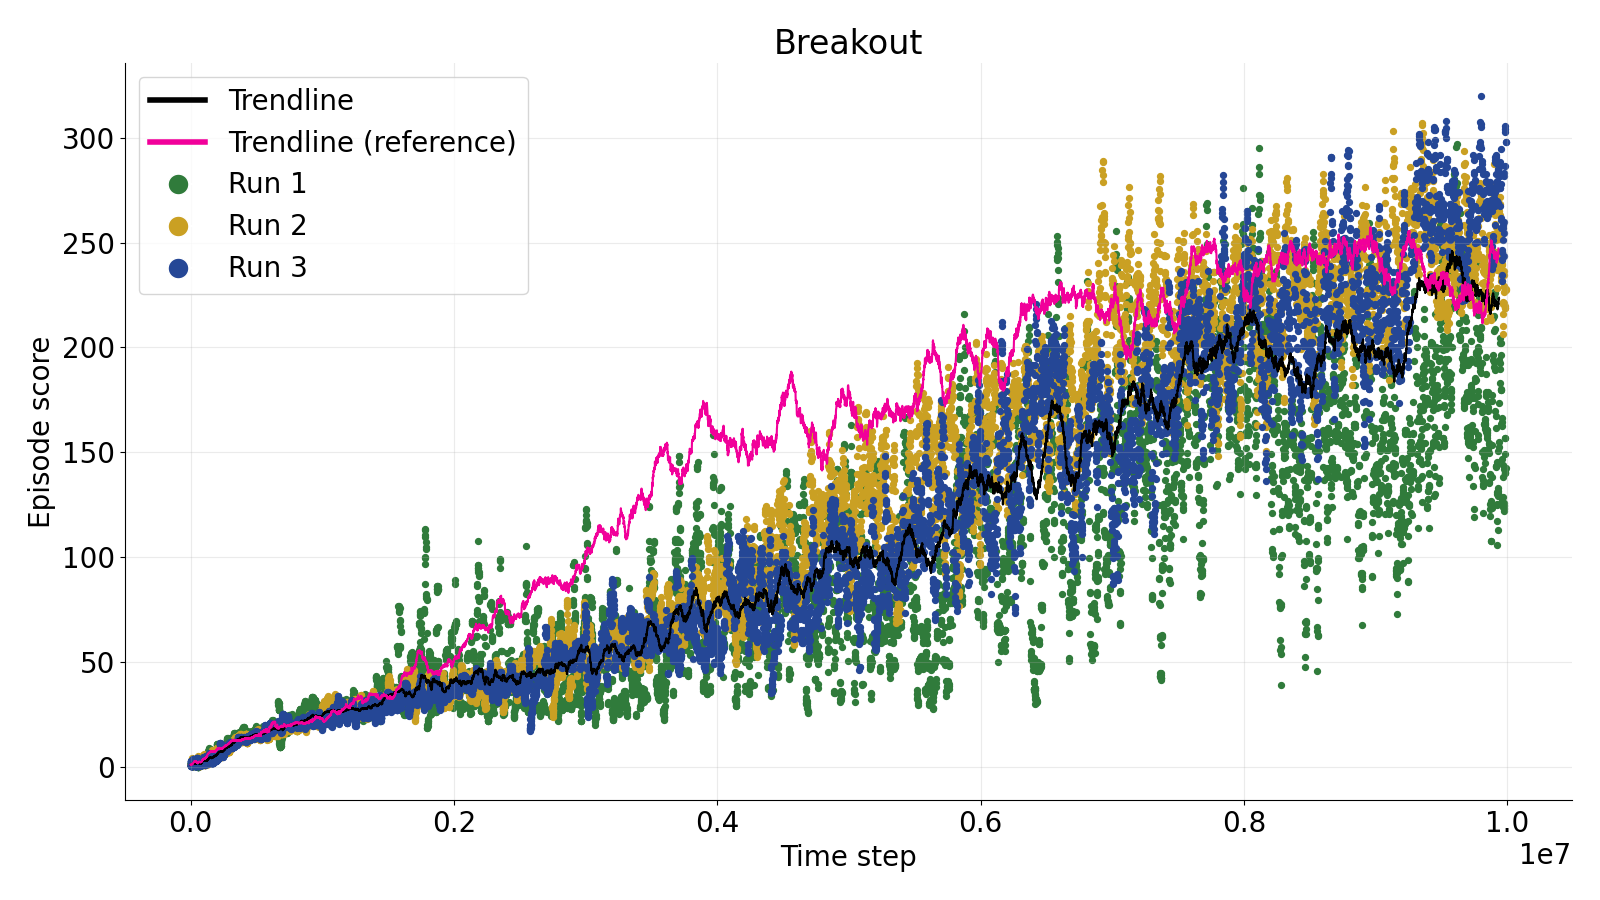 Breakout
Trendline
Trendline (reference)
Run 1
Run 2
Run 3
Episode score
300
250
200
150
100
50
0
0.0 0.2 0.4 0.6 0.8 1.0
Time step
1e7